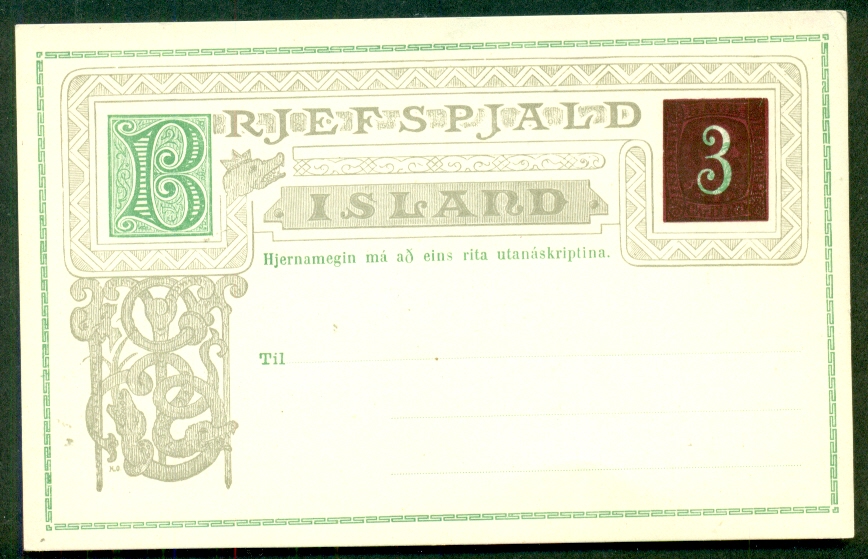 BRJEFSPJALD
3
ISLAND
Hjernamegin má að eins rita utanáskriptina.
Til